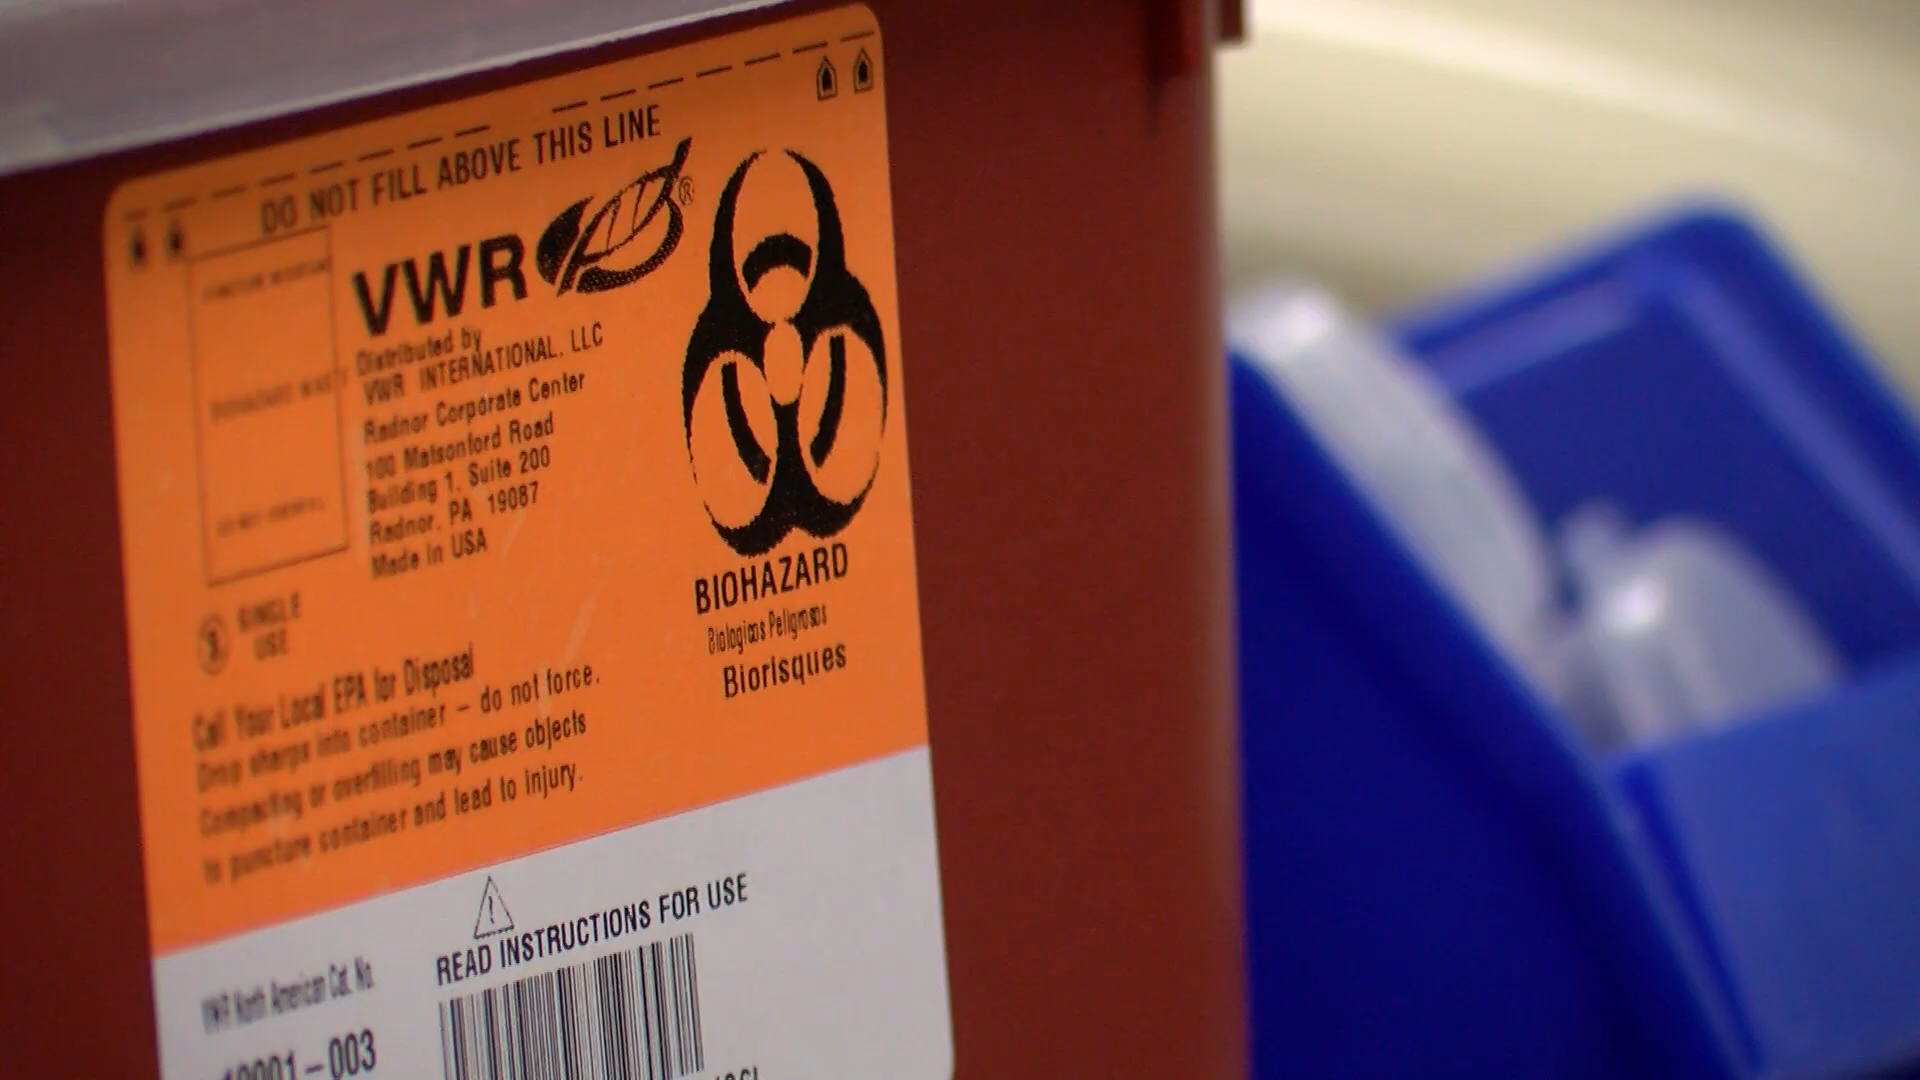 DO NOT FILL ABOVE THIS LINE
VWR ®
Distributed by
VWR INTERNATIONAL, LLC
Radnor Corporate Center
100 Matsonford Road
Building 1, Suite 200
Radnor, PA 19087
Made in USA
BIOHAZARD
Biologicos Peligrosos
Biorisques
SINGLE
USE
Call Your Local EPA for Disposal
Drop sharps into container – do not force.
Compacting or overfilling may cause objects
to puncture container and lead to injury.
READ INSTRUCTIONS FOR USE
VWR North American Cat. No.
19001-003